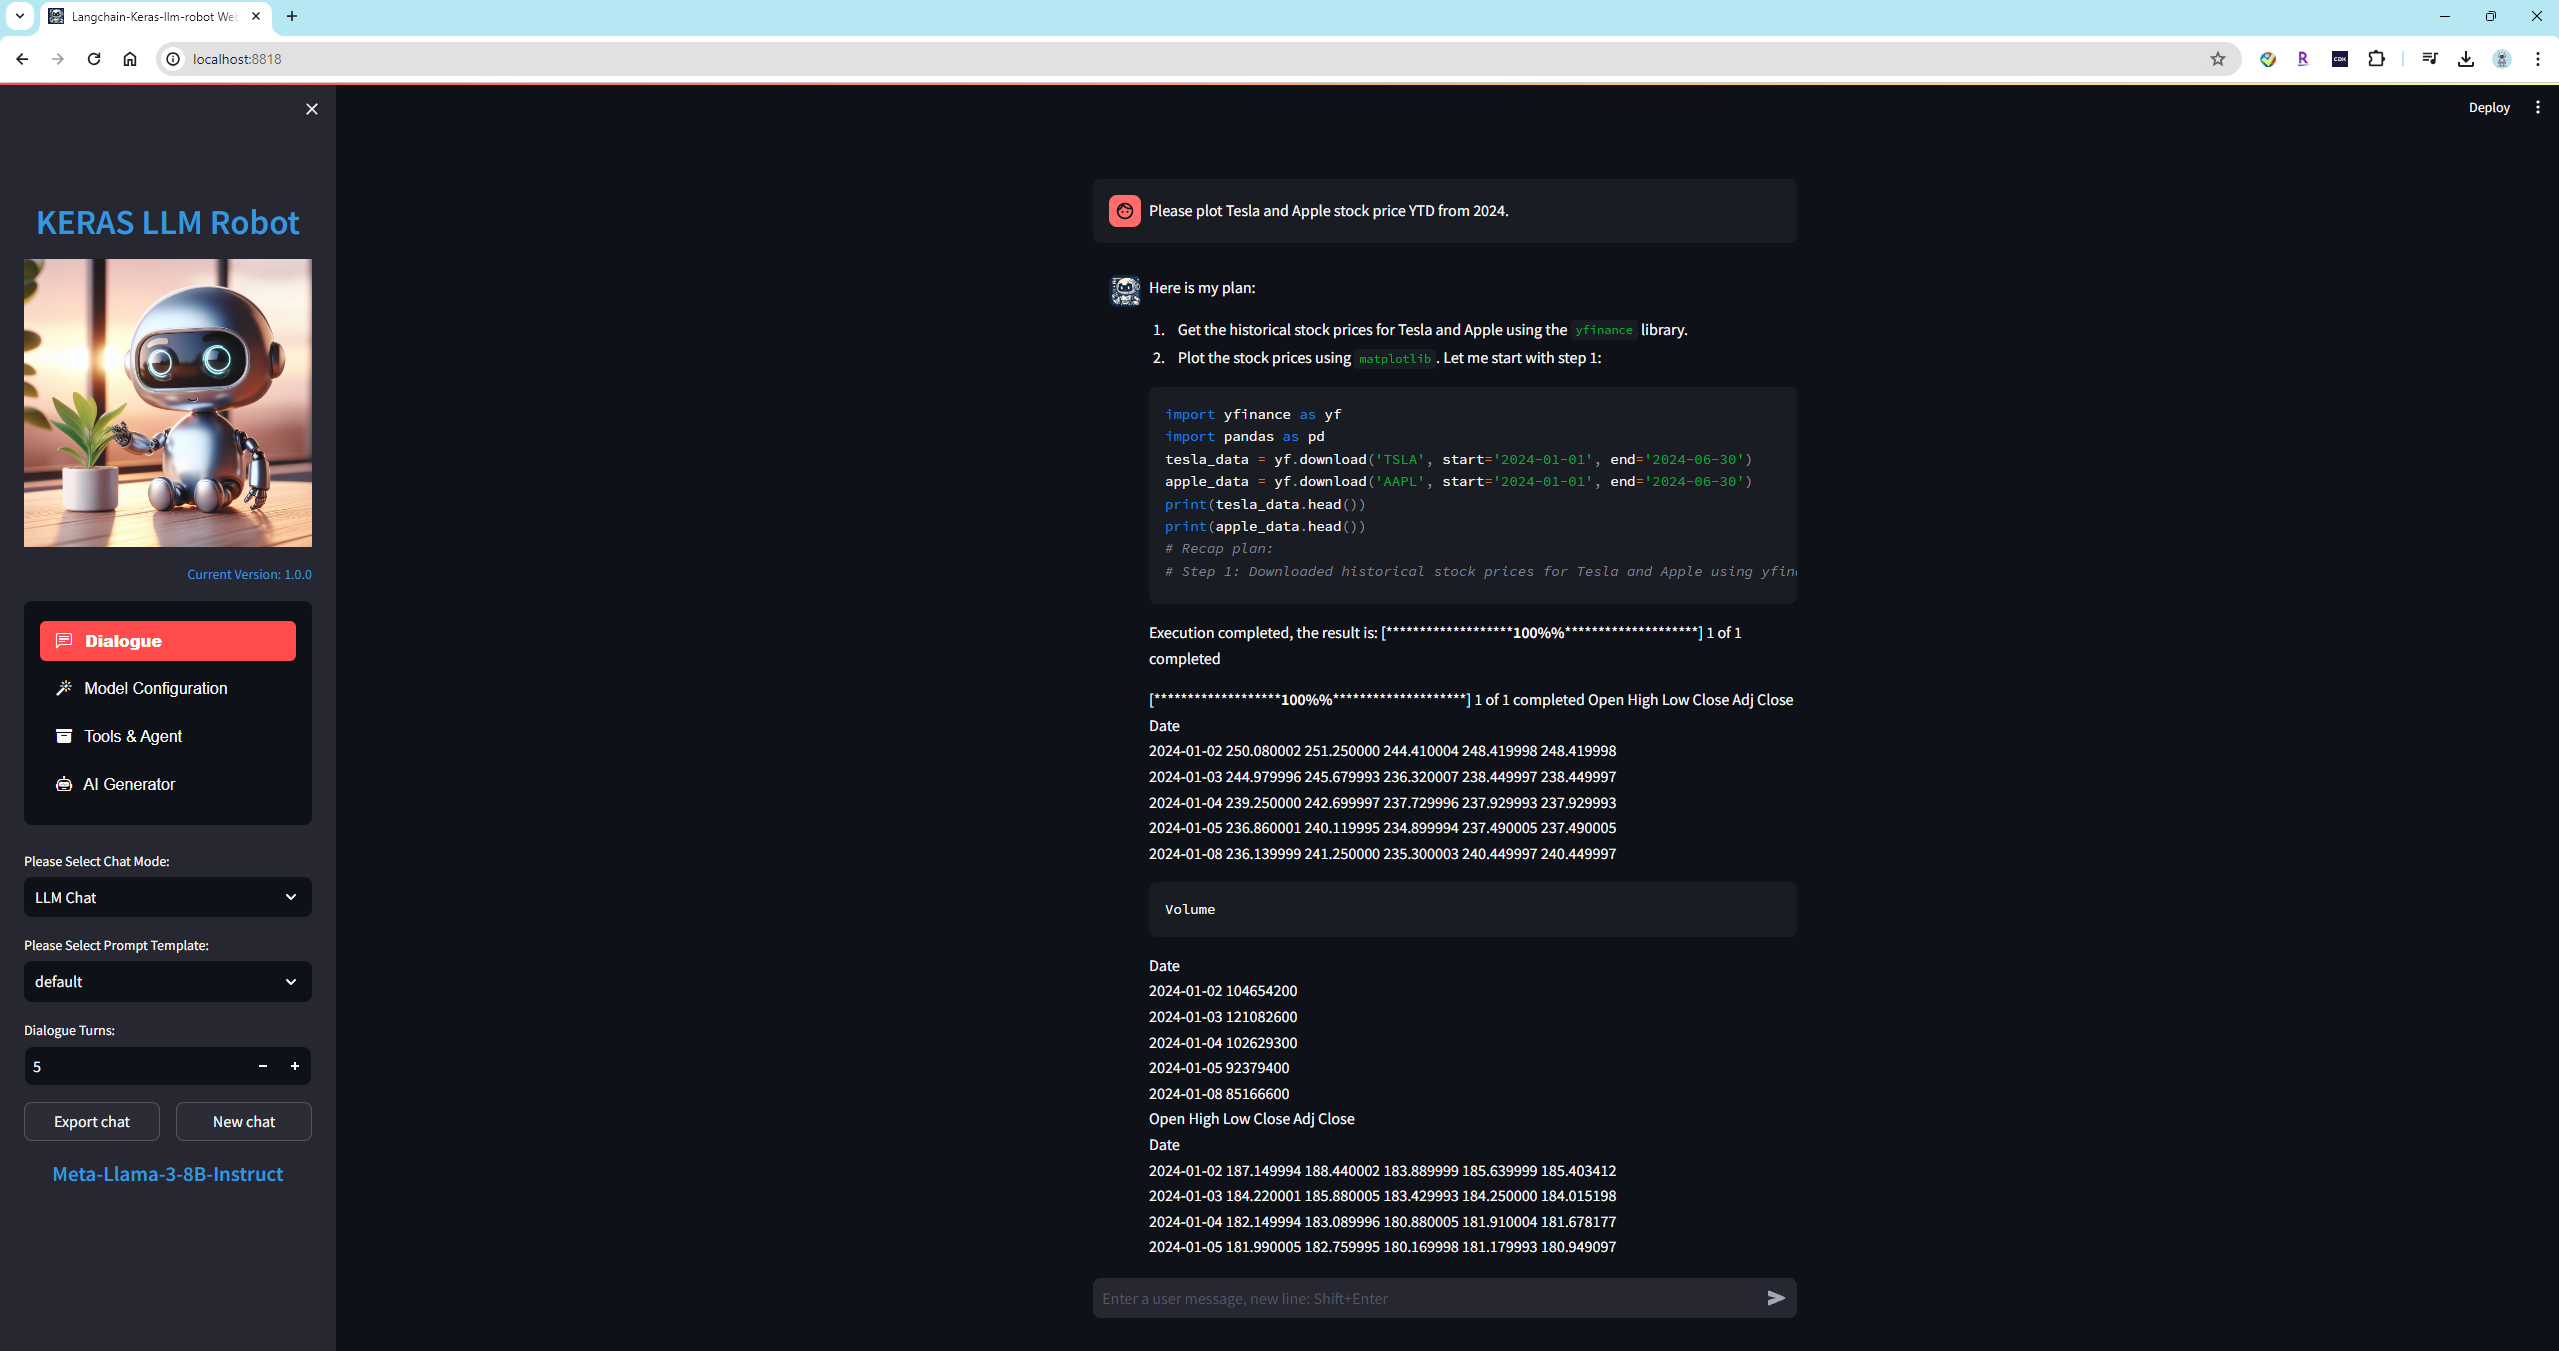 Langchain-Keras-llm-robot We
localhost:8818
Deploy
KERAS LLM Robot
Current Version: 1.0.0
Dialogue
Model Configuration
Tools & Agent
AI Generator
Please Select Chat Mode:
LLM Chat
Please Select Prompt Template:
default
Dialogue Turns:
5
Export chat
New chat
Meta-Llama-3-8B-Instruct
Please plot Tesla and Apple stock price YTD from 2024.
Here is my plan:
1. Get the historical stock prices for Tesla and Apple using the yfinance library.
2. Plot the stock prices using matplotlib. Let me start with step 1:
import yfinance as yf
import pandas as pd
tesla_data = yf.download('TSLA', start='2024-01-01', end='2024-06-30')
apple_data = yf.download('AAPL', start='2024-01-01', end='2024-06-30')
print(tesla_data.head())
print(apple_data.head())
# Recap plan:
# Step 1: Downloaded historical stock prices for Tesla and Apple using yfin
Execution completed, the result is: [*******************100%%********************] 1 of 1
completed
[*******************100%%********************] 1 of 1 completed Open High Low Close Adj Close
Date
2024-01-02 250.080002 251.250000 244.410004 248.419998 248.419998
2024-01-03 244.979996 245.679993 236.320007 238.449997 238.449997
2024-01-04 239.250000 242.699997 237.729996 237.929993 237.929993
2024-01-05 236.860001 240.119995 234.899994 237.490005 237.490005
2024-01-08 236.139999 241.250000 235.300003 240.449997 240.449997
Volume
Date
2024-01-02 104654200
2024-01-03 121082600
2024-01-04 102629300
2024-01-05 92379400
2024-01-08 85166600
Open High Low Close Adj Close
Date
2024-01-02 187.149994 188.440002 183.889999 185.639999 185.403412
2024-01-03 184.220001 185.880005 183.429993 184.250000 184.015198
2024-01-04 182.149994 183.089996 180.880005 181.910004 181.678177
2024-01-05 181.990005 182.759995 180.169998 181.179993 180.949097
Enter a user message, new line: Shift+Enter